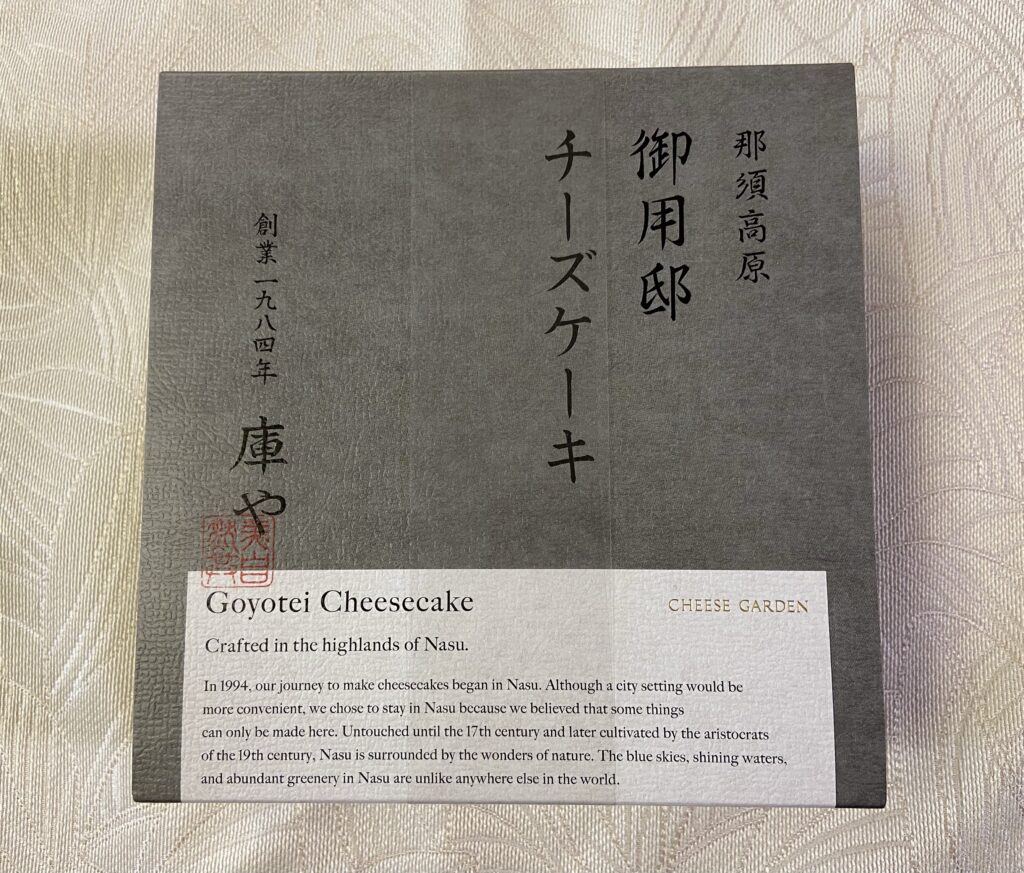 那須高原
御用邸
チーズケーキ
創業一九八四年
庫や
Goyotei Cheesecake
CHEESE GARDEN
Crafted in the highlands of Nasu.
In 1994, our journey to make cheesecakes began in Nasu. Although a city setting would be
more convenient, we chose to stay in Nasu because we believed that some things
can only be made here. Untouched until the 17th century and later cultivated by the aristocrats
of the 19th century, Nasu is surrounded by the wonders of nature. The blue skies, shining waters,
and abundant greenery in Nasu are unlike anywhere else in the world.